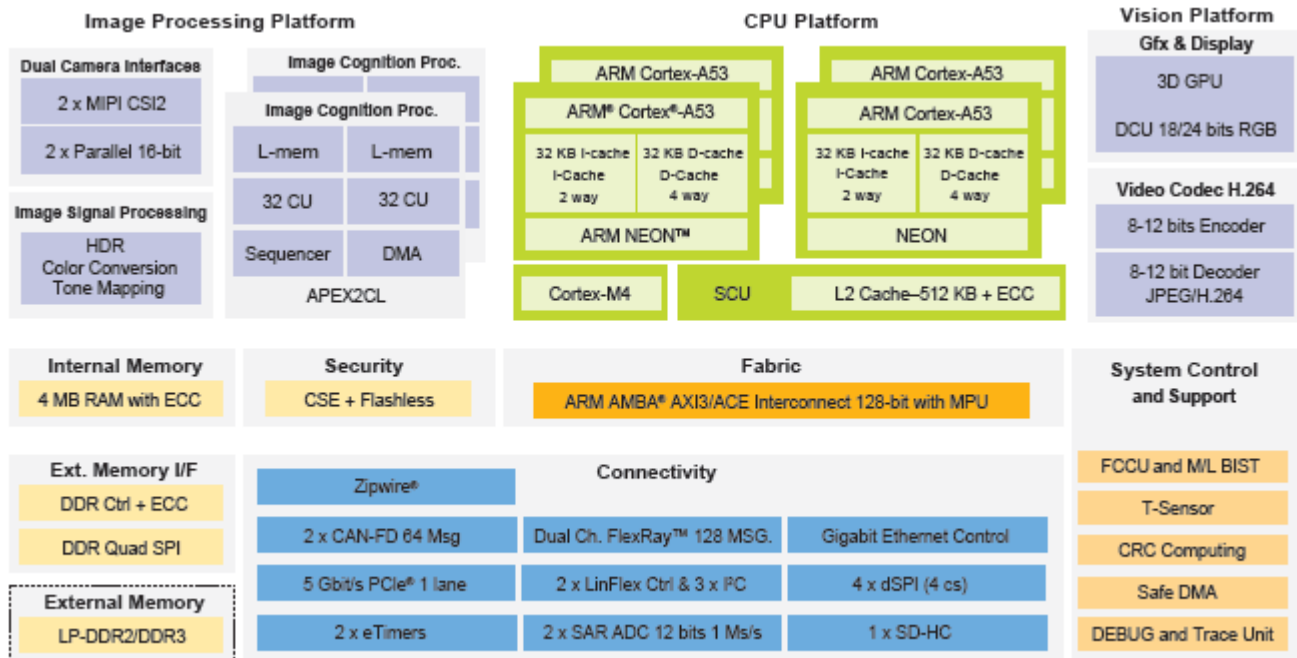 Image Processing Platform
CPU Platform
Vision Platform
Dual Camera Interfaces
2 x MIPI CSI2
2 x Parallel 16-bit
Image Signal Processing
HDR
Color Conversion
Tone Mapping
Image Cognition Proc.
Image Cognition Proc.
L-mem
L-mem
32 CU
32 CU
Sequencer
DMA
APEX2CL
ARM Cortex-A53
ARM® Cortex®-A53
32 KB I-cache
I-Cache
2 way
32 KB D-cache
D-Cache
4 way
ARM NEON™
ARM Cortex-A53
ARM Cortex-A53
32 KB I-cache
I-Cache
2 way
32 KB D-cache
D-Cache
4 way
NEON
Cortex-M4
SCU
L2 Cache–512 KB + ECC
Gfx & Display
3D GPU
DCU 18/24 bits RGB
Video Codec H.264
8-12 bits Encoder
8-12 bit Decoder
JPEG/H.264
Internal Memory
4 MB RAM with ECC
Security
CSE + Flashless
Fabric
ARM AMBA® AXI3/ACE Interconnect 128-bit with MPU
System Control
and Support
FCCU and M/L BIST
T-Sensor
CRC Computing
Safe DMA
DEBUG and Trace Unit
Ext. Memory I/F
DDR Ctrl + ECC
DDR Quad SPI
External Memory
LP-DDR2/DDR3
Connectivity
Zipwire®
2 x CAN-FD 64 Msg
Dual Ch. FlexRay™ 128 MSG.
Gigabit Ethernet Control
5 Gbit/s PCIe® 1 lane
2 x LinFlex Ctrl & 3 x I²C
4 x dSPI (4 cs)
2 x eTimers
2 x SAR ADC 12 bits 1 Ms/s
1 x SD-HC